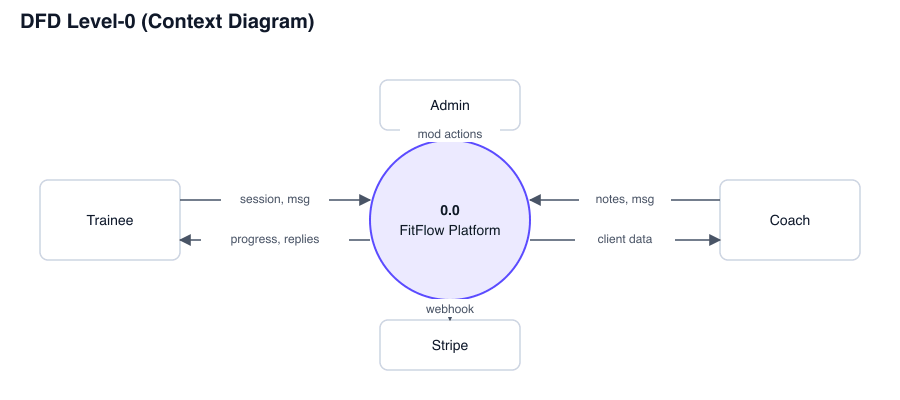 DFD Level-0 (Context Diagram)
Admin
mod actions
session, msg
notes, msg
0.0
Trainee
FitFlow Platform
Coach
progress, replies
client data
webhook
Stripe